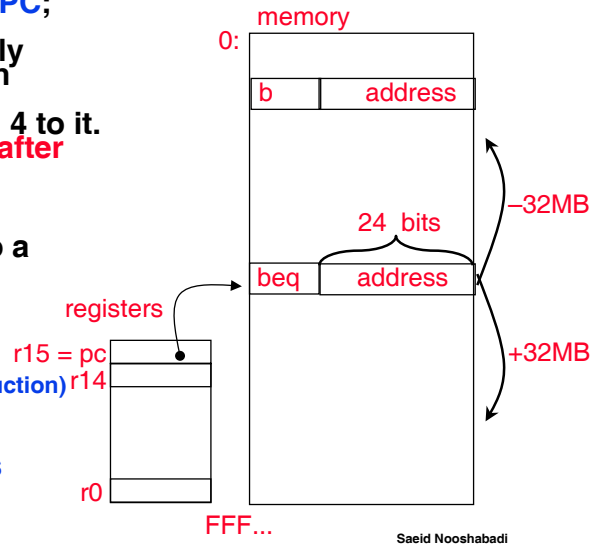 PC;
ly
n
4 to it.
after
o a
uction)
s
memory
0:
b address
–32MB
24 bits
beq address
registers
+32MB
r15 = pc
r14
r0
FFF...
Saeid Nooshabadi